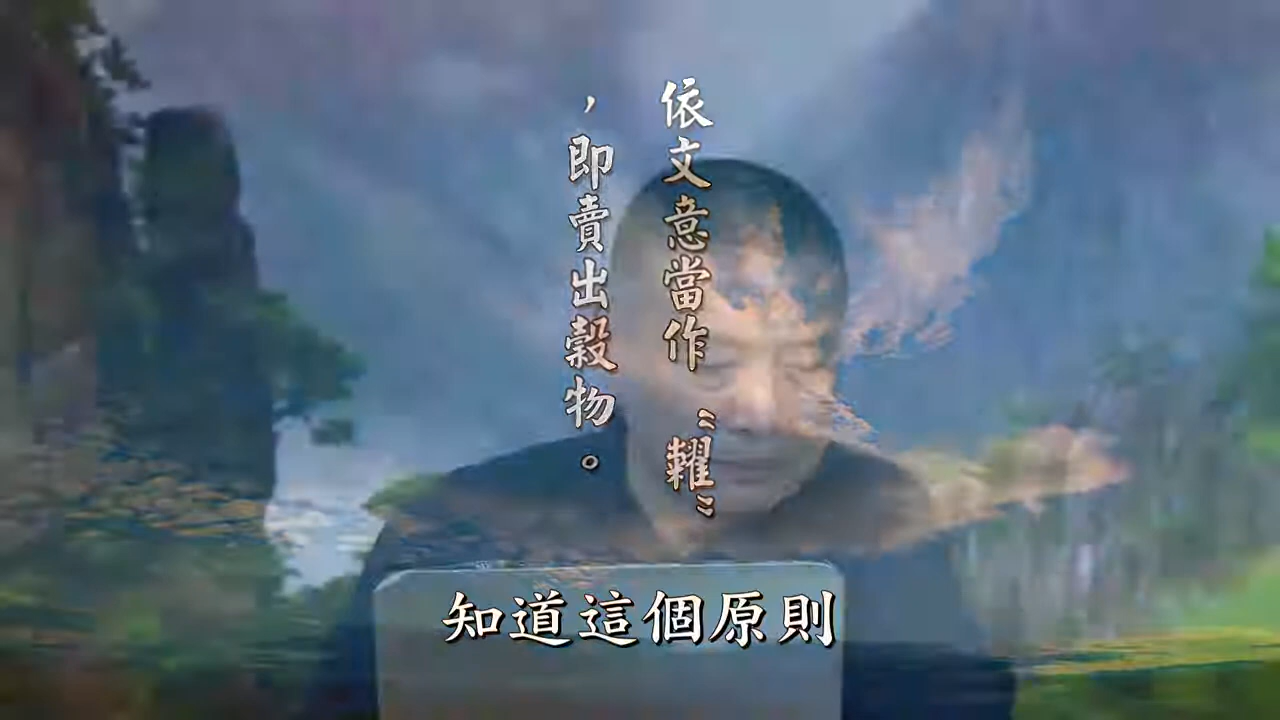 依文意當作“糶”
，即賣出穀物。
知道這個原則